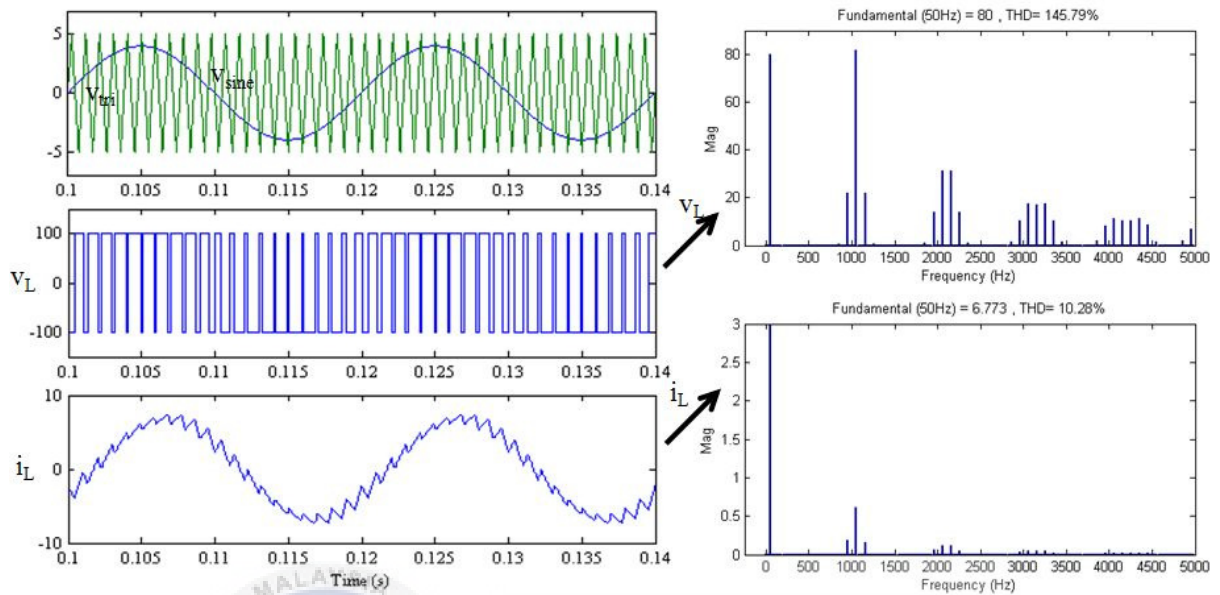 5
0
-5
v_sine
v_tri
0.1 0.105 0.11 0.115 0.12 0.125 0.13 0.135 0.14
v_L
100
0
-100
0.1 0.105 0.11 0.115 0.12 0.125 0.13 0.135 0.14
i_L
10
0
-10
0.1 0.105 0.11 0.115 0.12 0.125 0.13 0.135 0.14
Time (s)
MALAYSIA
v_L
Fundamental (50Hz) = 80 , THD= 145.79%
Mag
80
60
40
20
0
0 500 1000 1500 2000 2500 3000 3500 4000 4500 5000
Frequency (Hz)
i_L
Fundamental (50Hz) = 6.773 , THD= 10.28%
Mag
3
2.5
2
1.5
1
0.5
0
0 500 1000 1500 2000 2500 3000 3500 4000 4500 5000
Frequency (Hz)